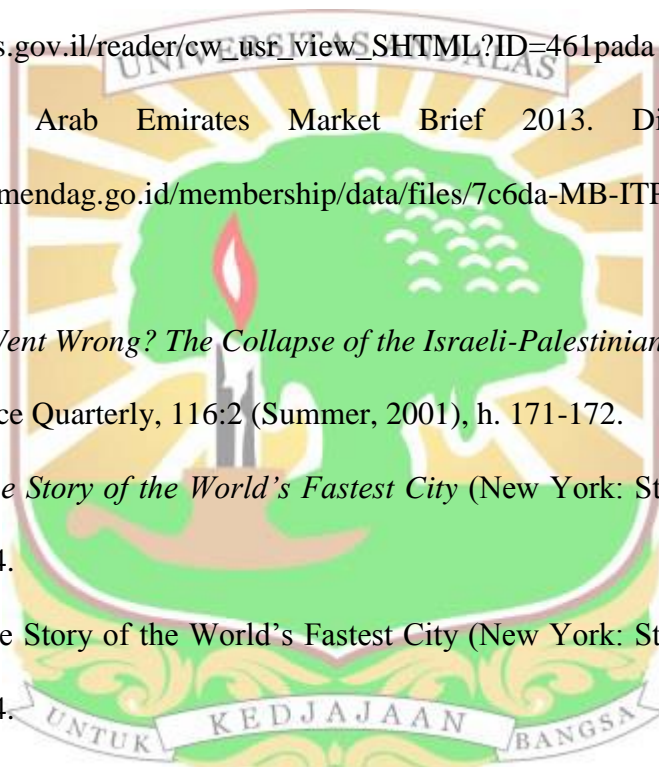 s.gov.il/reader/cw_usr_view_SHTML?ID=461pada
UNIVERSITAS ANDALAS
Arab Emirates Market Brief 2013. Di
mendag.go.id/membership/data/files/7c6da-MB-ITP
Went Wrong? The Collapse of the Israeli-Palestinian
ce Quarterly, 116:2 (Summer, 2001), h. 171-172.
e Story of the World's Fastest City (New York: St
4.
e Story of the World's Fastest City (New York: St
4.
UNTUK KEDJAJAAN BANGSA